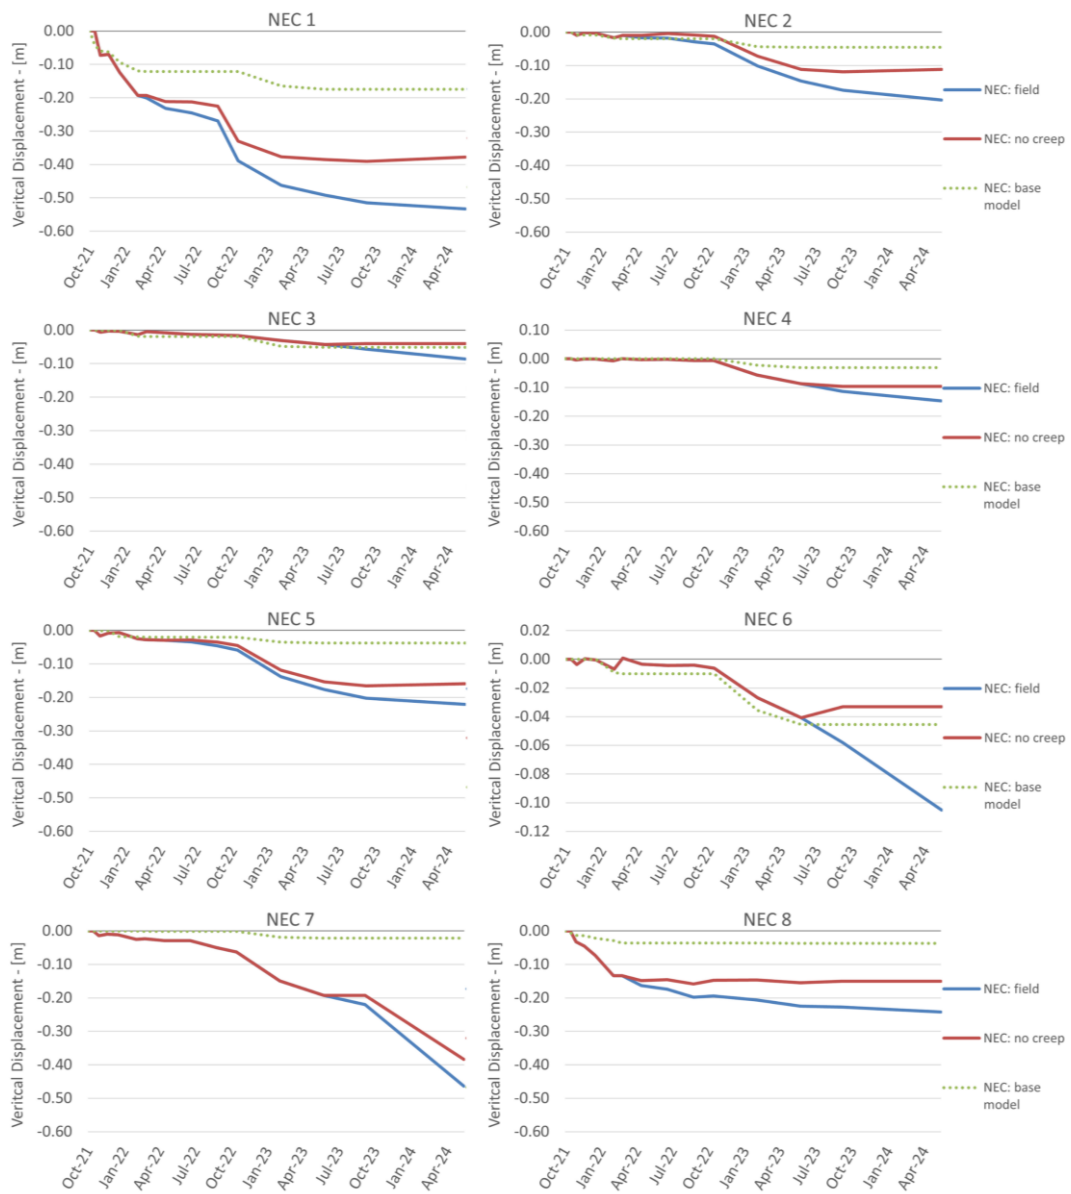 NEC 1
Veritcal Displacement - [m]
0.00
-0.10
-0.20
-0.30
-0.40
-0.50
-0.60
Oct-21
Jan-22
Apr-22
Jul-22
Oct-22
Jan-23
Apr-23
Jul-23
Oct-23
Jan-24
Apr-24
NEC 2
Veritcal Displacement - [m]
0.00
-0.10
-0.20
-0.30
-0.40
-0.50
-0.60
Oct-21
Jan-22
Apr-22
Jul-22
Oct-22
Jan-23
Apr-23
Jul-23
Oct-23
Jan-24
Apr-24
NEC: field
NEC: no creep
NEC: base
model
NEC 3
Veritcal Displacement - [m]
0.00
-0.10
-0.20
-0.30
-0.40
-0.50
-0.60
Oct-21
Jan-22
Apr-22
Jul-22
Oct-22
Jan-23
Apr-23
Jul-23
Oct-23
Jan-24
Apr-24
NEC 4
Veritcal Displacement - [m]
0.10
0.00
-0.10
-0.20
-0.30
-0.40
-0.50
-0.60
Oct-21
Jan-22
Apr-22
Jul-22
Oct-22
Jan-23
Apr-23
Jul-23
Oct-23
Jan-24
Apr-24
NEC: field
NEC: no creep
NEC: base
model
NEC 5
Veritcal Displacement - [m]
0.00
-0.10
-0.20
-0.30
-0.40
-0.50
-0.60
Oct-21
Jan-22
Apr-22
Jul-22
Oct-22
Jan-23
Apr-23
Jul-23
Oct-23
Jan-24
Apr-24
NEC 6
Veritcal Displacement - [m]
0.02
0.00
-0.02
-0.04
-0.06
-0.08
-0.10
-0.12
Oct-21
Jan-22
Apr-22
Jul-22
Oct-22
Jan-23
Apr-23
Jul-23
Oct-23
Jan-24
Apr-24
NEC: field
NEC: no creep
NEC: base
model
NEC 7
Veritcal Displacement - [m]
0.00
-0.10
-0.20
-0.30
-0.40
-0.50
-0.60
Oct-21
Jan-22
Apr-22
Jul-22
Oct-22
Jan-23
Apr-23
Jul-23
Oct-23
Jan-24
Apr-24
NEC 8
Veritcal Displacement - [m]
0.00
-0.10
-0.20
-0.30
-0.40
-0.50
-0.60
Oct-21
Jan-22
Apr-22
Jul-22
Oct-22
Jan-23
Apr-23
Jul-23
Oct-23
Jan-24
Apr-24
NEC: field
NEC: no creep
NEC: base
model